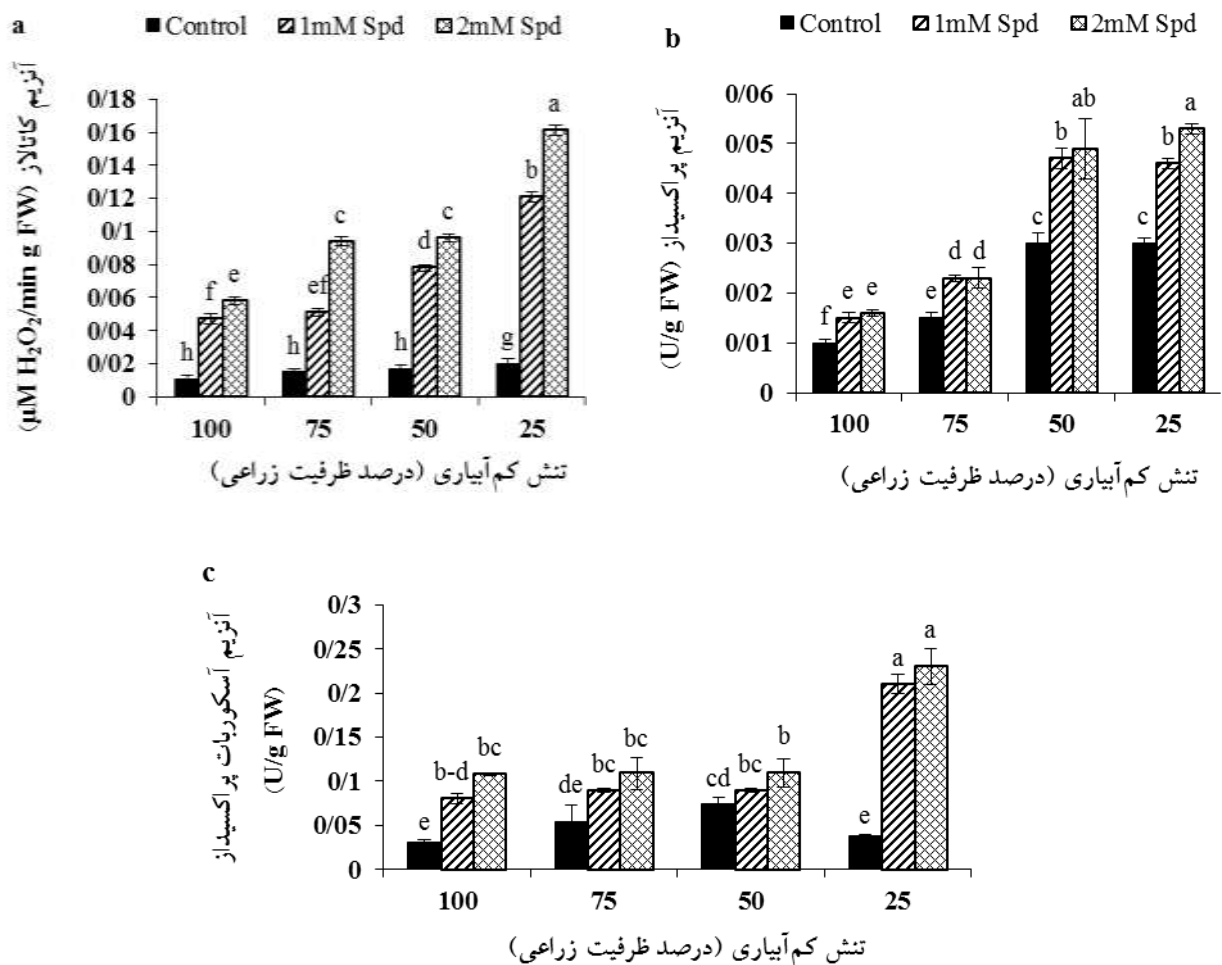 a
Control 1mM Spd 2mM Spd
آنزیم کاتالاز (µM H₂O₂/min g FW)
0/18
0/16
0/14
0/12
0/1
0/08
0/06
0/04
0/02
0
h f e h ef c h d c g b a
100 75 50 25
تنش کم‌آبیاری (درصد ظرفیت زراعی)
b
Control 1mM Spd 2mM Spd
آنزیم پراکسیداز (U/g FW)
0/06
0/05
0/04
0/03
0/02
0/01
0
f e e e d d c b ab c b a
100 75 50 25
تنش کم‌آبیاری (درصد ظرفیت زراعی)
c
آنزیم آسکوربات پراکسیداز
(U/g FW)
0/3
0/25
0/2
0/15
0/1
0/05
0
e b-d bc de bc bc cd bc b e a a
100 75 50 25
تنش کم‌آبیاری (درصد ظرفیت زراعی)